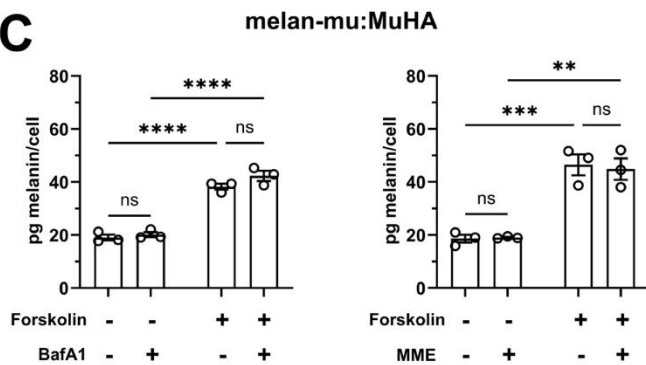 C
melan-mu:MuHA
pg melanin/cell
80
60
40
20
0
****
****
ns
ns
Forskolin - - + +
BafA1 - + - +
pg melanin/cell
80
60
40
20
0
**
***
ns
ns
Forskolin - - + +
MME - + - +